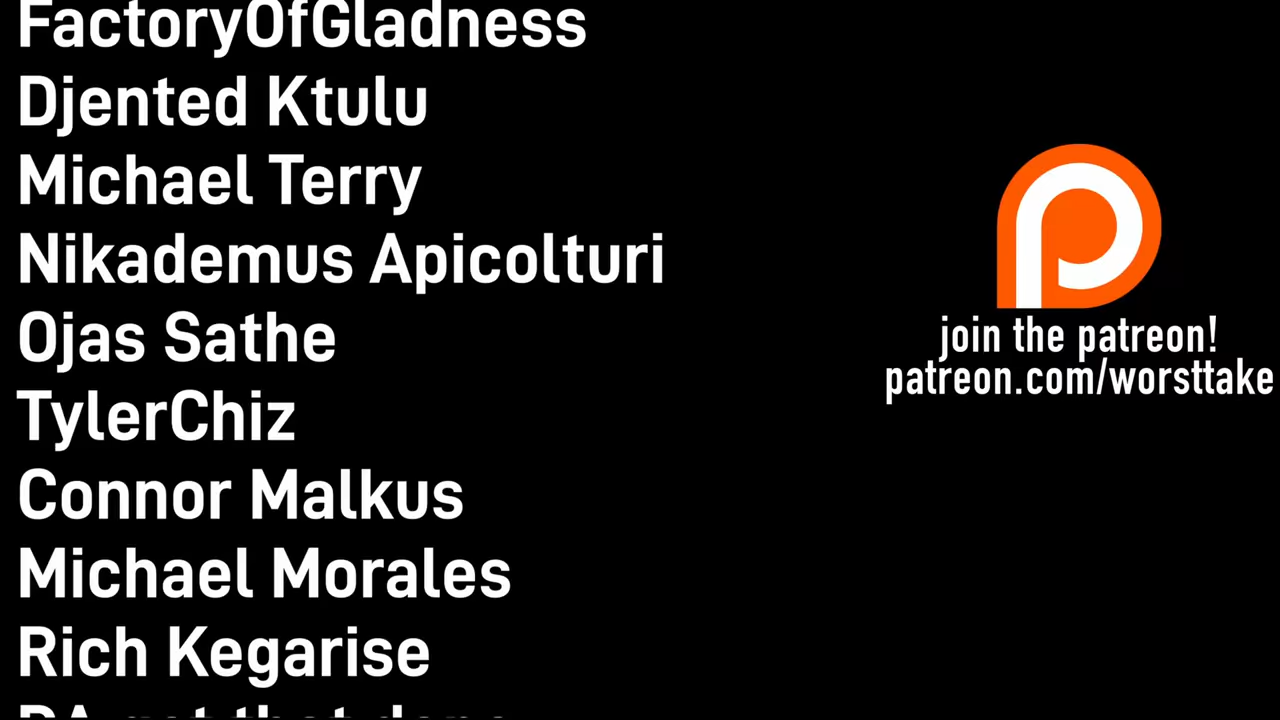 FactoryOfGladness
Djented Ktulu
Michael Terry
Nikademus Apicolturi
Ojas Sathe
TylerChiz
Connor Malkus
Michael Morales
Rich Kegarise
join the patreon!
patreon.com/worsttake